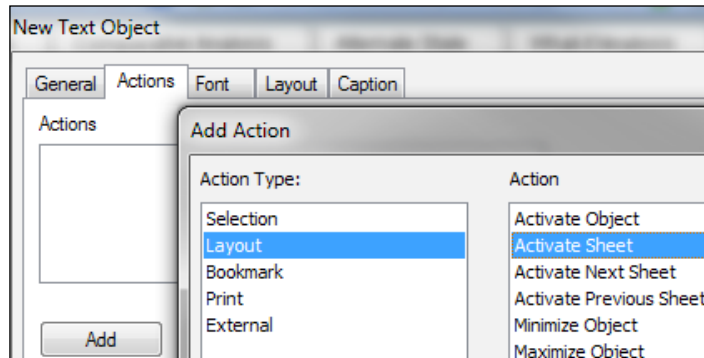 New Text Object
General Actions Font Layout Caption
Actions
Add Action
Action Type:
Selection
Layout
Bookmark
Print
External
Action
Activate Object
Activate Sheet
Activate Next Sheet
Activate Previous Sheet
Minimize Object
Maximize Object
Add